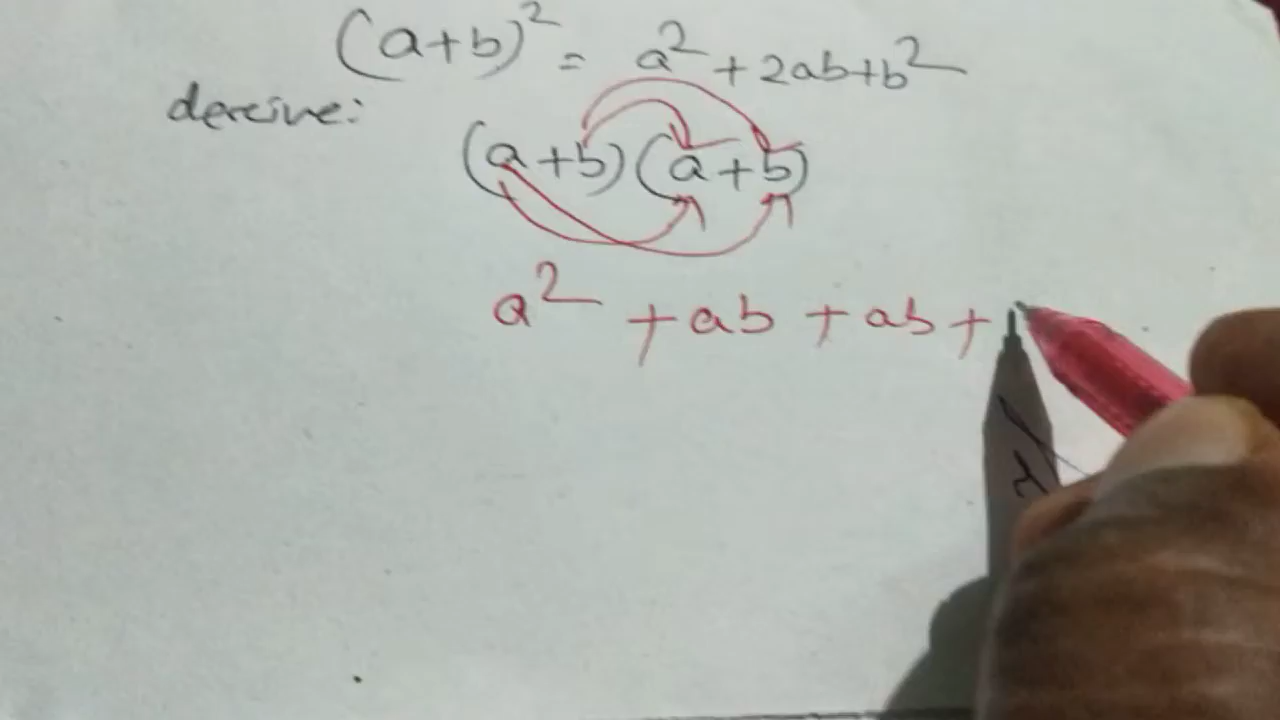 (a+b)² = a² + 2ab+b²
derive:
(a+b)(a+b)
a² + ab + ab +